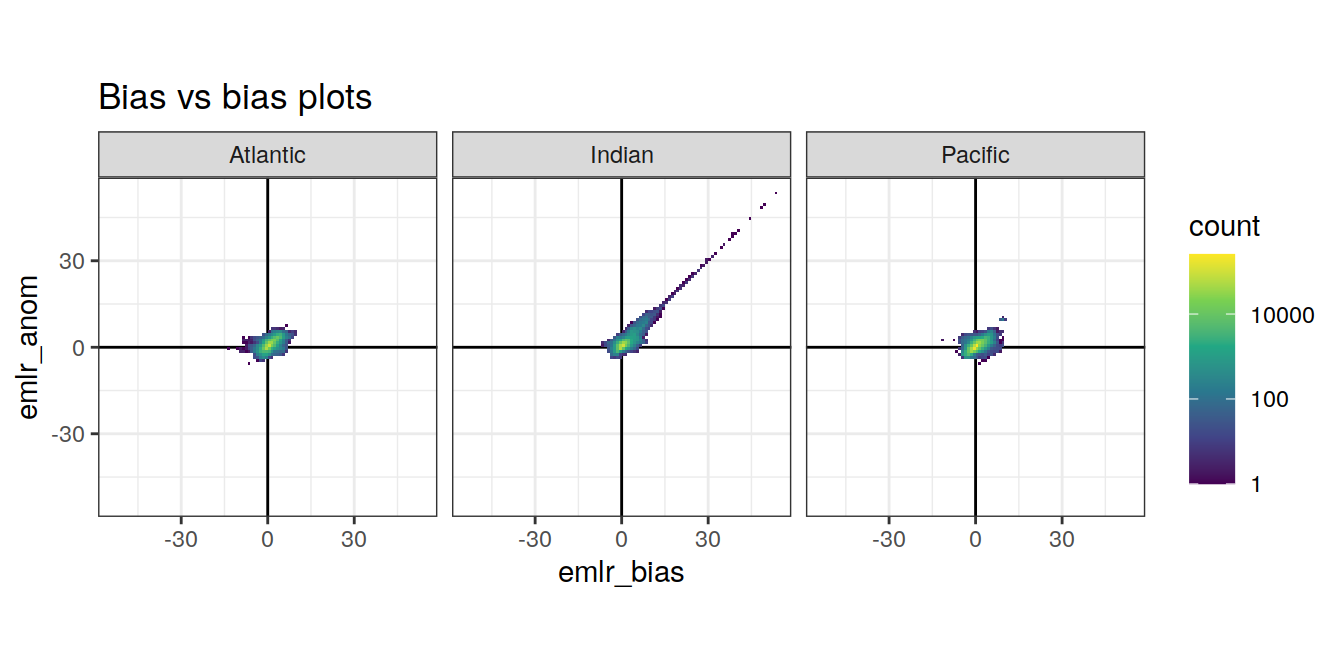 Bias vs bias plots
Atlantic Indian Pacific
count
30
0
-30
10000
100
1
-30 0 30 -30 0 30 -30 0 30
emlr_bias
emlr_anom